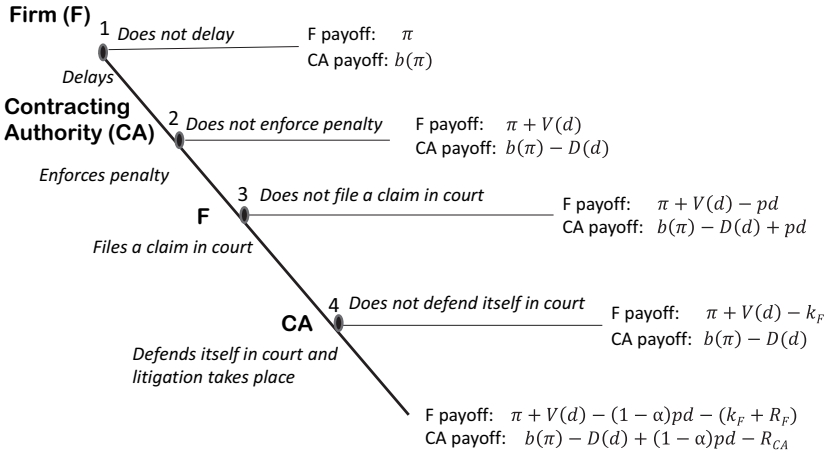 Firm (F)
1 Does not delay
F payoff: π
CA payoff: b(π)
Delays
Contracting
Authority (CA)
2 Does not enforce penalty
F payoff: π + V(d)
CA payoff: b(π) − D(d)
Enforces penalty
3 Does not file a claim in court
F payoff: π + V(d) − pd
CA payoff: b(π) − D(d) + pd
F
Files a claim in court
4 Does not defend itself in court
F payoff: π + V(d) − k_F
CA payoff: b(π) − D(d)
CA
Defends itself in court and
litigation takes place
F payoff: π + V(d) − (1 − α)pd − (k_F + R_F)
CA payoff: b(π) − D(d) + (1 − α)pd − R_CA